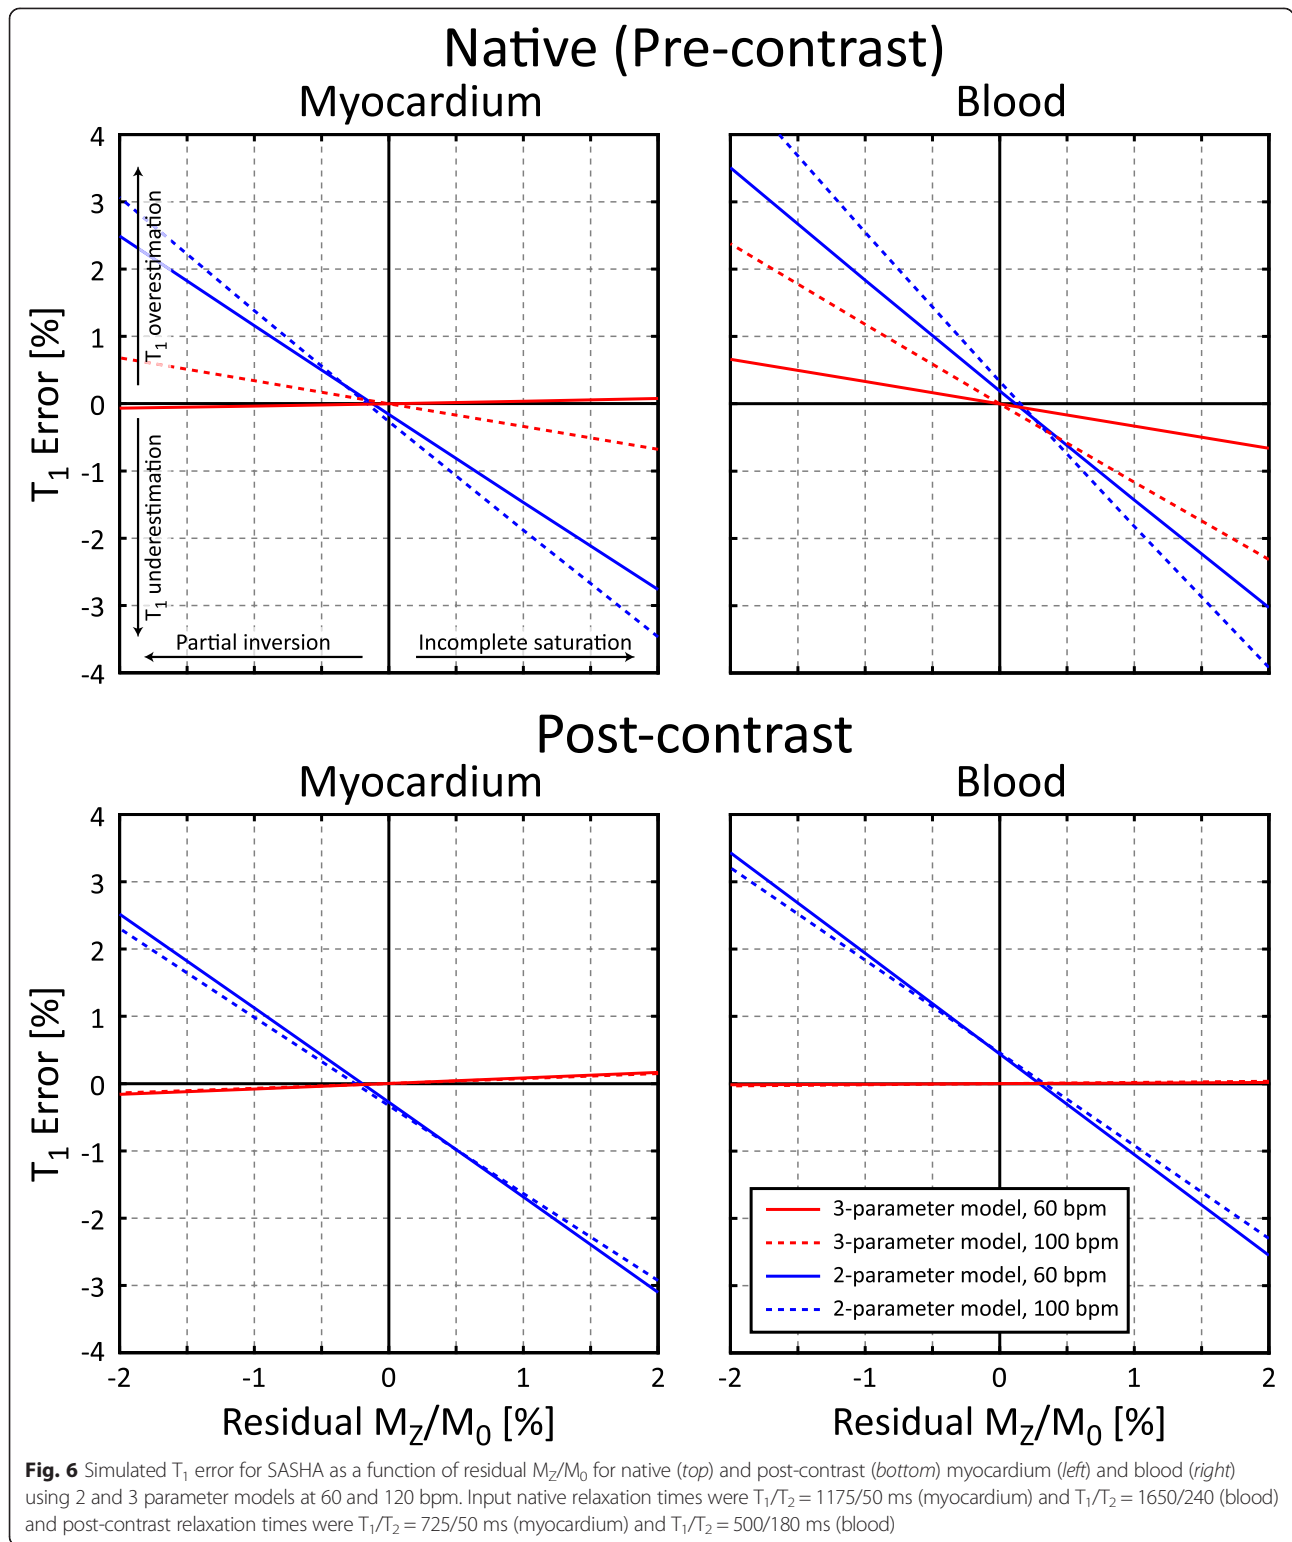 Native (Pre-contrast)
Myocardium
Blood
4
3
2
1
0
-1
-2
-3
-4
T1 Error [%]
T1 overestimation
T1 underestimation
Partial inversion
Incomplete saturation
Post-contrast
Myocardium
Blood
4
3
2
1
0
-1
-2
-3
-4
T1 Error [%]
3-parameter model, 60 bpm
3-parameter model, 100 bpm
2-parameter model, 60 bpm
2-parameter model, 100 bpm
-2 -1 0 1 2
-2 -1 0 1 2
Residual MZ/M0 [%]
Residual MZ/M0 [%]
Fig. 6 Simulated T1 error for SASHA as a function of residual MZ/M0 for native (top) and post-contrast (bottom) myocardium (left) and blood (right)
using 2 and 3 parameter models at 60 and 120 bpm. Input native relaxation times were T1/T2 = 1175/50 ms (myocardium) and T1/T2 = 1650/240 (blood)
and post-contrast relaxation times were T1/T2 = 725/50 ms (myocardium) and T1/T2 = 500/180 ms (blood)